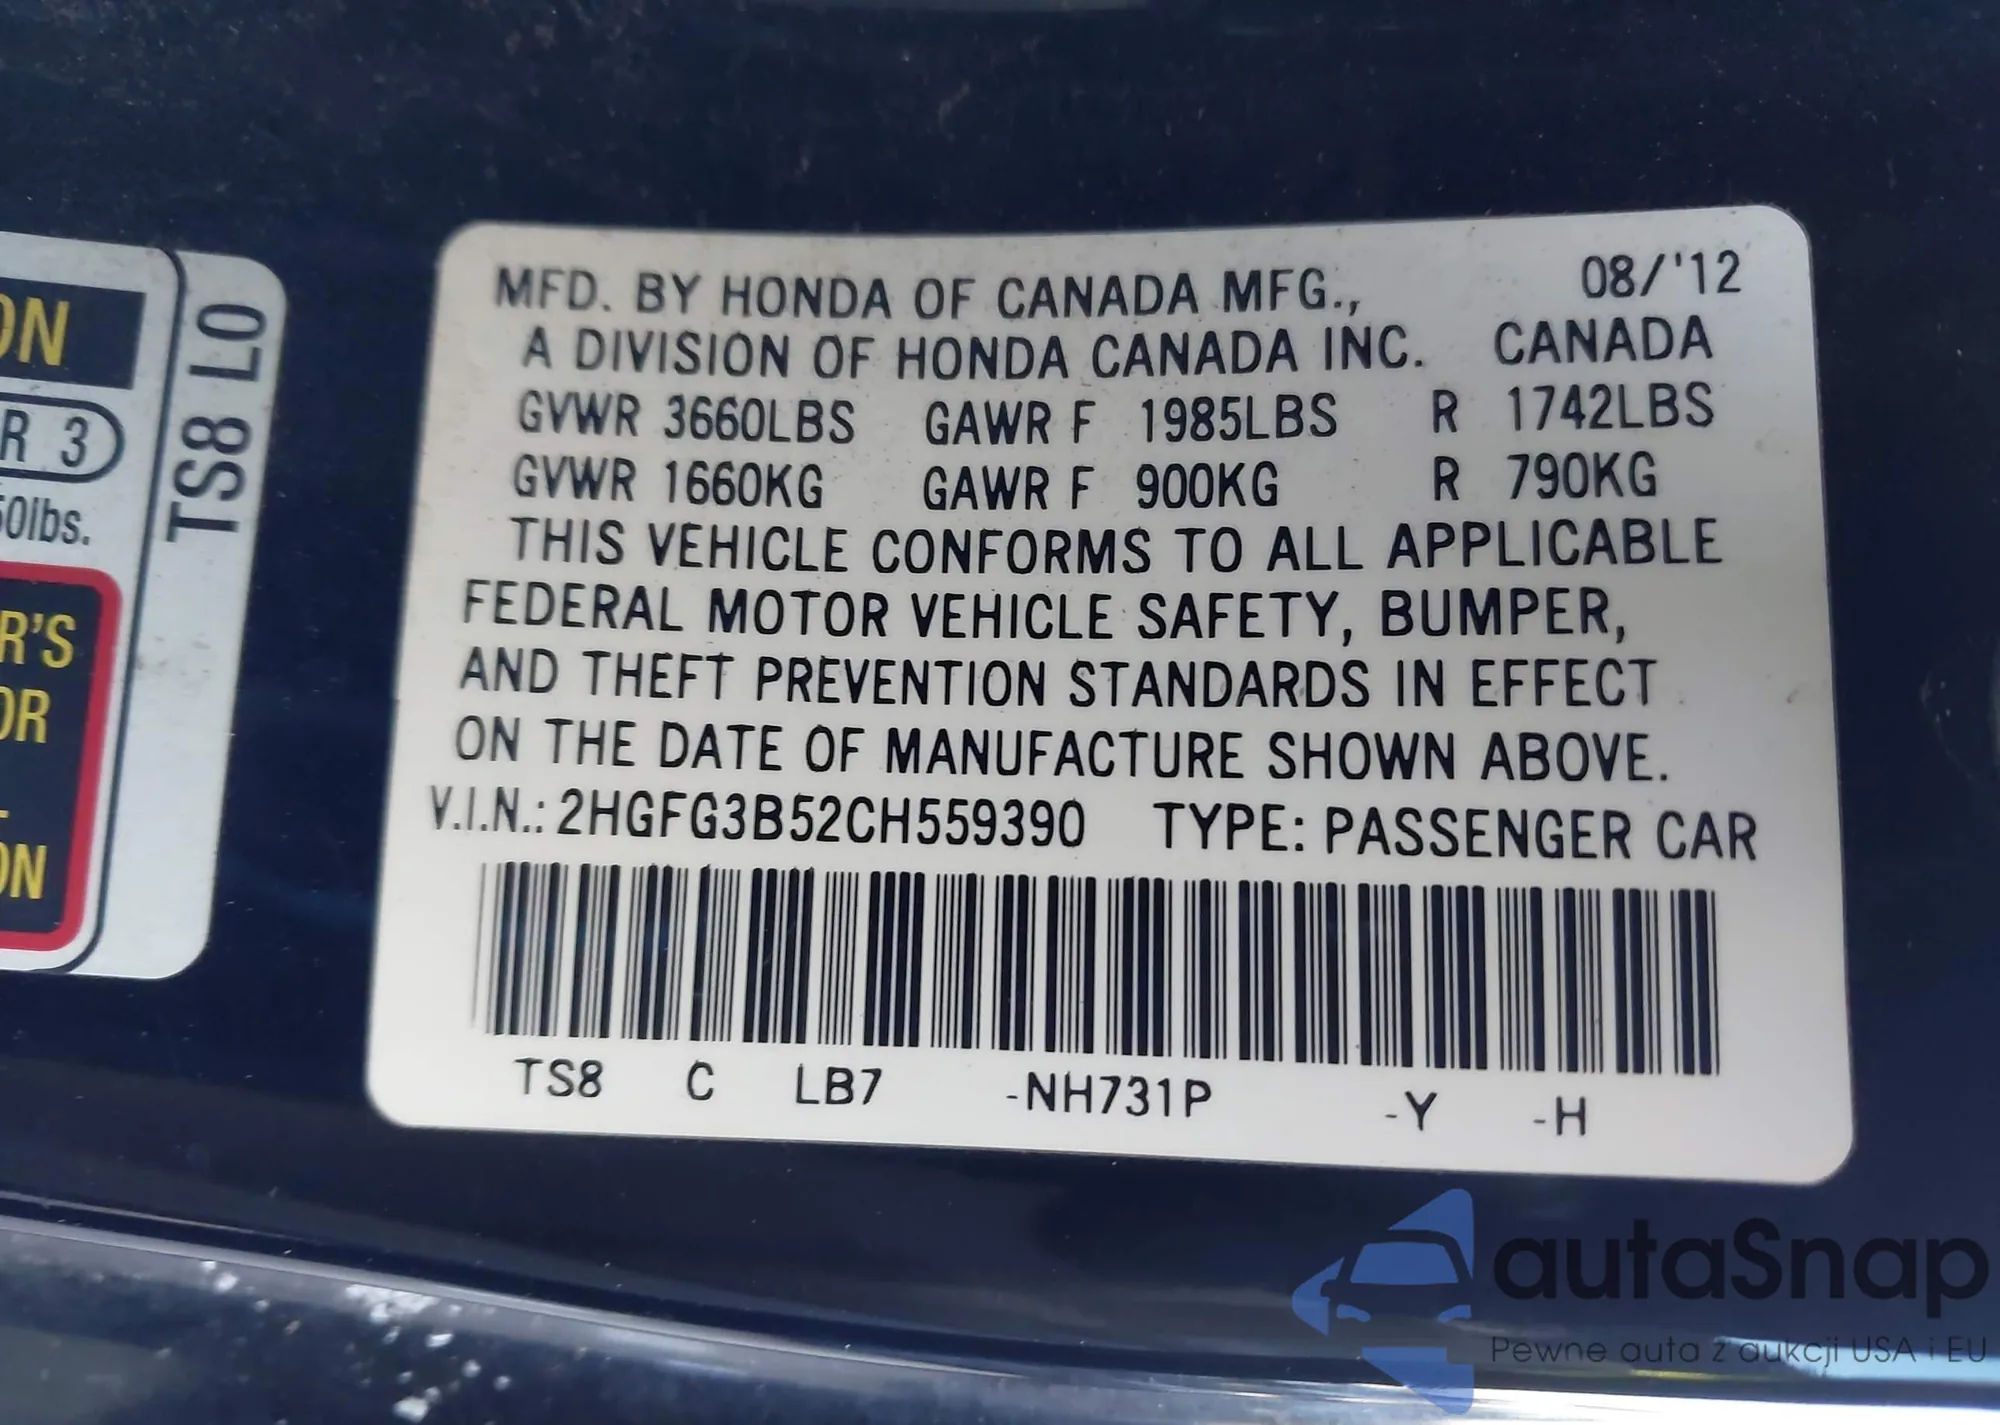 ON
R 3
50lbs.
R'S
OR
ON
TS8 L0
MFD. BY HONDA OF CANADA MFG., 08/'12
A DIVISION OF HONDA CANADA INC. CANADA
GVWR 3660LBS GAWR F 1985LBS R 1742LBS
GVWR 1660KG GAWR F 900KG R 790KG
THIS VEHICLE CONFORMS TO ALL APPLICABLE
FEDERAL MOTOR VEHICLE SAFETY, BUMPER,
AND THEFT PREVENTION STANDARDS IN EFFECT
ON THE DATE OF MANUFACTURE SHOWN ABOVE.
V.I.N.: 2HGFG3B52CH559390 TYPE: PASSENGER CAR
TS8 C LB7 -NH731P -Y -H
autaSnap
Pewne auta z aukcji USA i EU